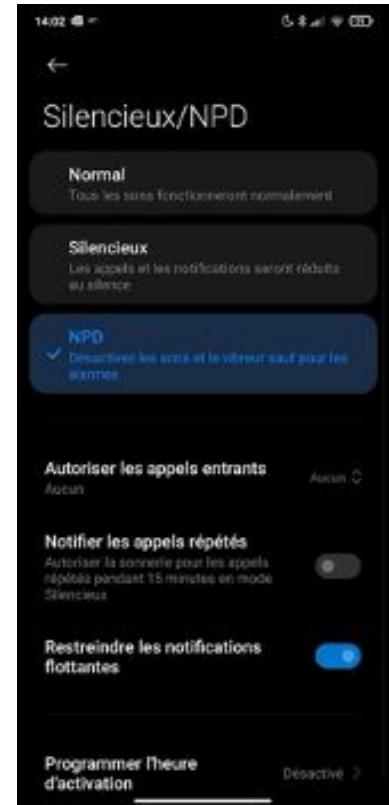 14:02
Silencieux/NPD
Normal
Tous les sons fonctionneront normalement
Silencieux
Les appels et les notifications seront réduits
au silence
NPD
Désactiver les sons et le vibreur sauf pour les
alarmes
Autoriser les appels entrants
Aucun
Aucun
Notifier les appels répétés
Autoriser la sonnerie pour les appels
répétés pendant 15 minutes en mode
Silencieux
Restreindre les notifications
flottantes
Programmer l'heure
d'activation
Désactivé